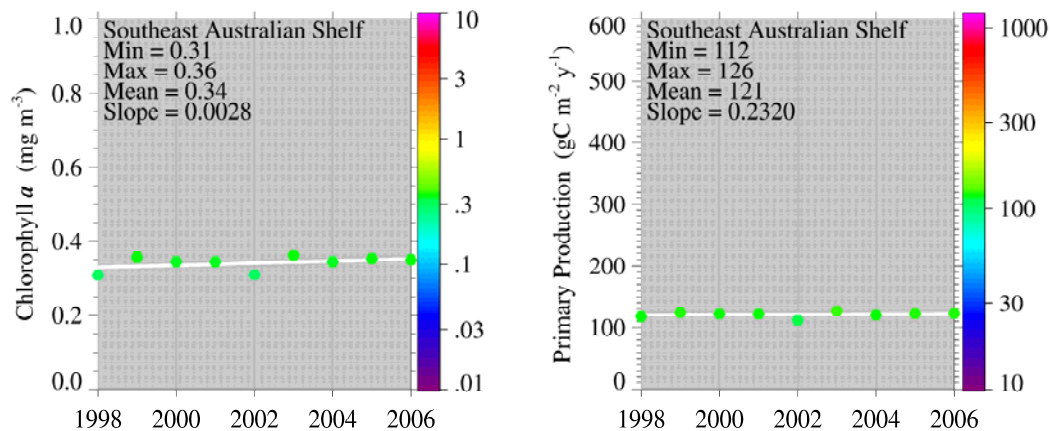 Southeast Australian Shelf
Min = 0.31
Max = 0.36
Mean = 0.34
Slope = 0.0028
Chlorophyll a (mg m-3)
1.0
0.8
0.6
0.4
0.2
0.0
1998 2000 2002 2004 2006
10
3
1
.3
.1
.03
.01
Southeast Australian Shelf
Min = 112
Max = 126
Mean = 121
Slope = 0.2320
Primary Production (gC m-2 y-1)
600
500
400
300
200
100
0
1998 2000 2002 2004 2006
1000
300
100
30
10